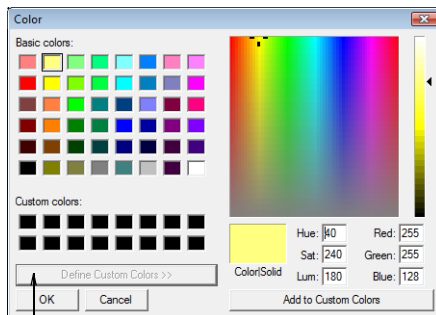 Color
Basic colors:
Custom colors:
Define Custom Colors >>
OK
Cancel
Color|Solid
Hue: 40
Sat: 240
Lum: 180
Red: 255
Green: 255
Blue: 128
Add to Custom Colors